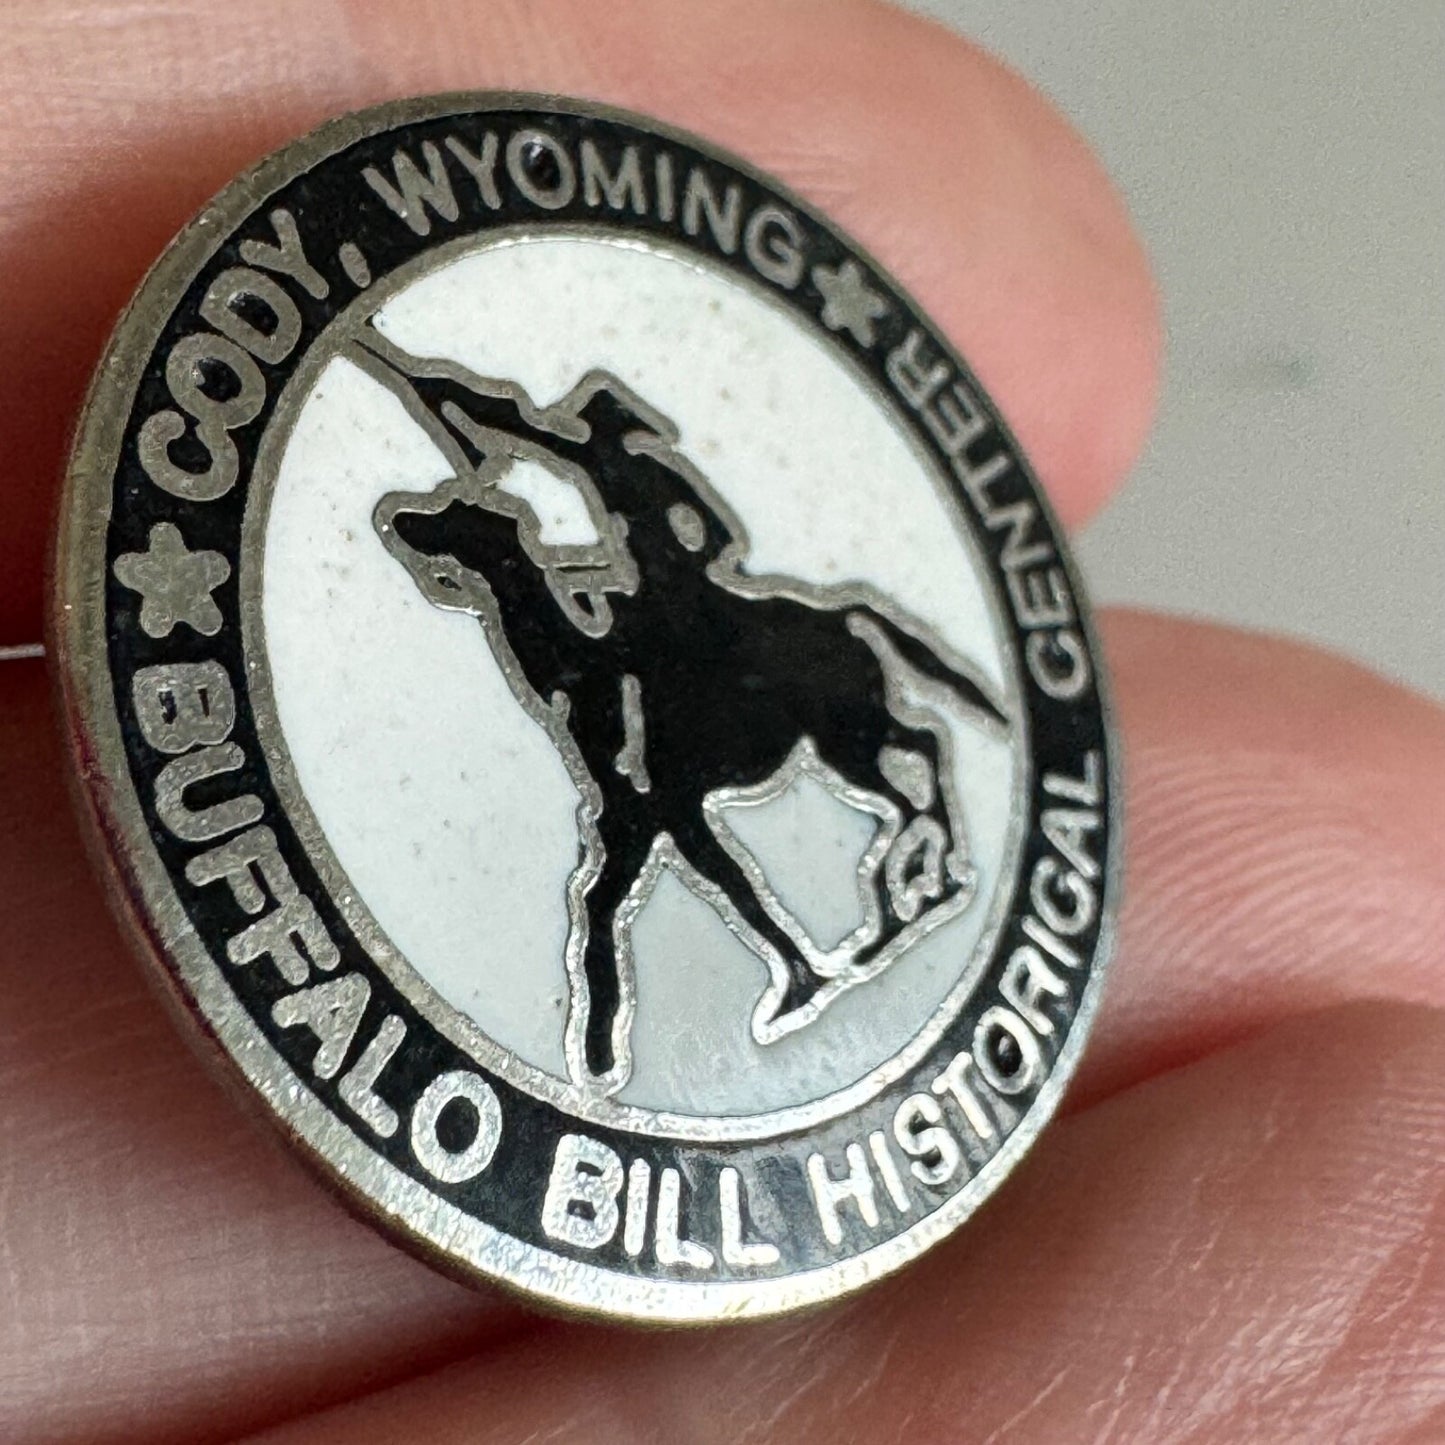 CODY, WYOMING
BUFFALO BILL HISTORICAL CENTER